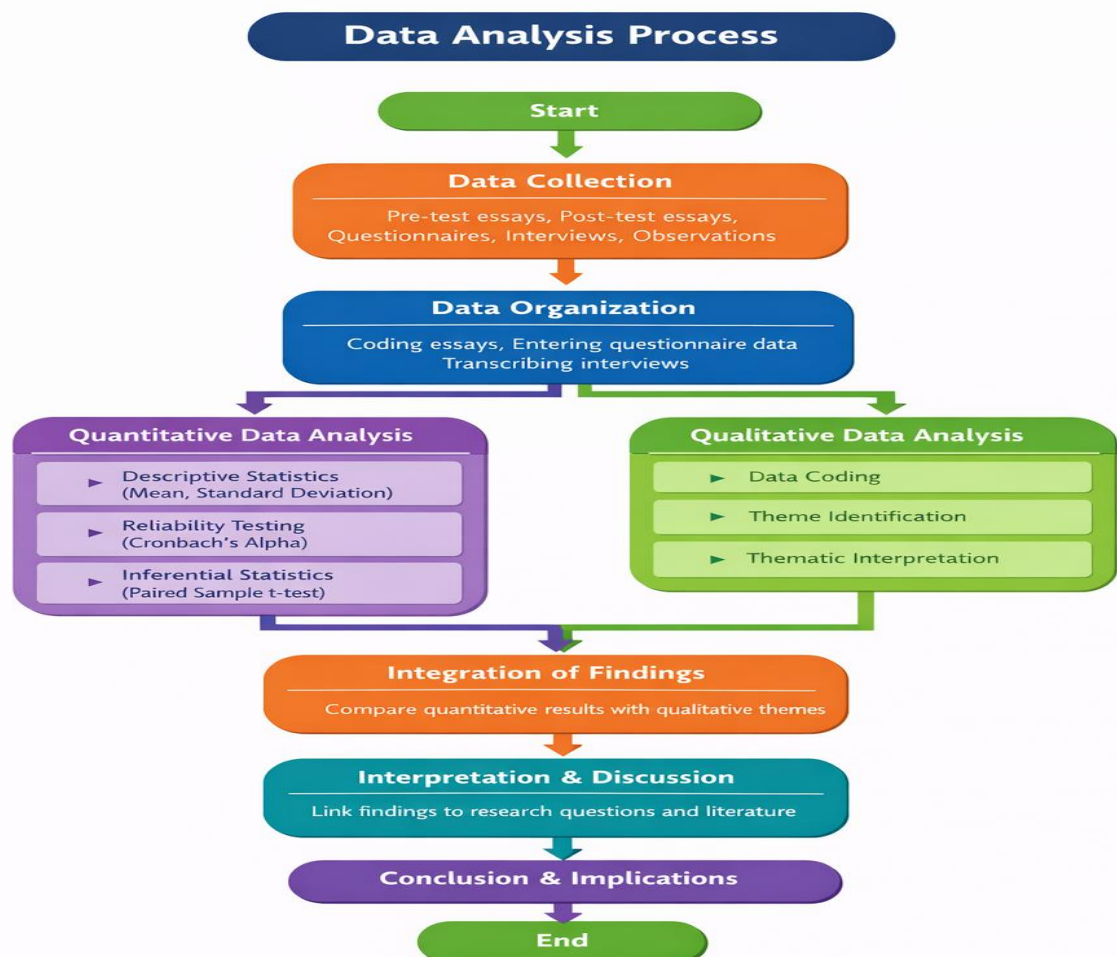 Data Analysis Process
Start
Data Collection
Pre-test essays, Post-test essays,
Questionnaires, Interviews, Observations
Data Organization
Coding essays, Entering questionnaire data
Transcribing interviews
Quantitative Data Analysis
► Descriptive Statistics
(Mean, Standard Deviation)
► Reliability Testing
(Cronbach's Alpha)
► Inferential Statistics
(Paired Sample t-test)
Qualitative Data Analysis
► Data Coding
► Theme Identification
► Thematic Interpretation
Integration of Findings
Compare quantitative results with qualitative themes
Interpretation & Discussion
Link findings to research questions and literature
Conclusion & Implications
End